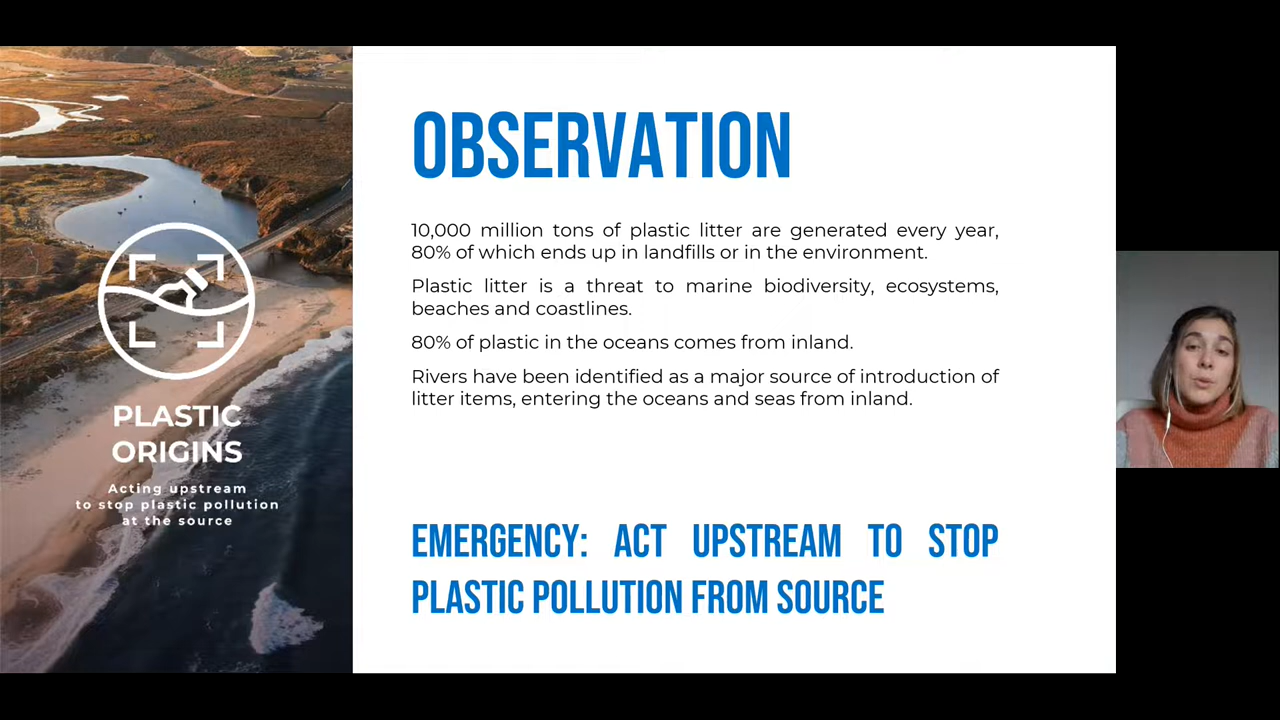 PLASTIC
ORIGINS
Acting upstream
to stop plastic pollution
at the source
OBSERVATION
10,000 million tons of plastic litter are generated every year,
80% of which ends up in landfills or in the environment.
Plastic litter is a threat to marine biodiversity, ecosystems,
beaches and coastlines.
80% of plastic in the oceans comes from inland.
Rivers have been identified as a major source of introduction of
litter items, entering the oceans and seas from inland.
EMERGENCY: ACT UPSTREAM TO STOP
PLASTIC POLLUTION FROM SOURCE